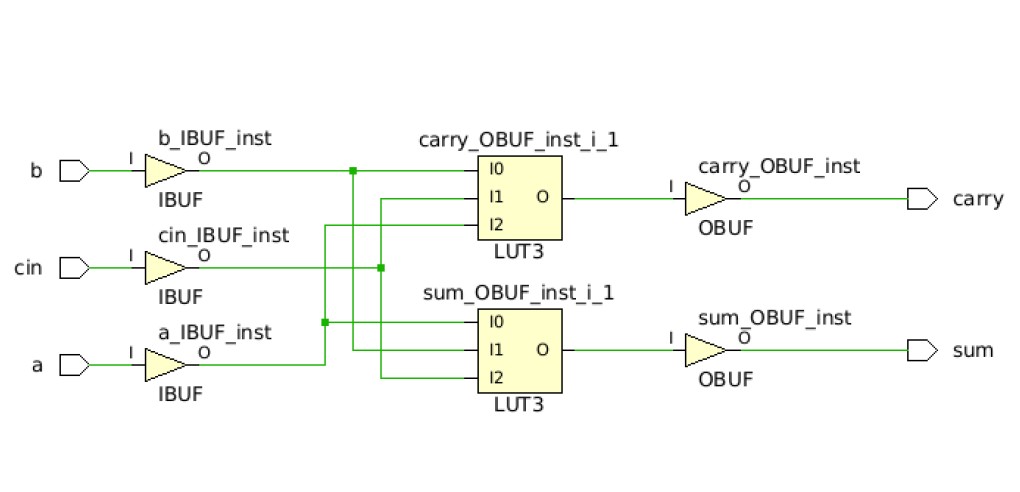 b_IBUF_inst
b
I
O
IBUF
cin_IBUF_inst
cin
I
O
IBUF
a_IBUF_inst
a
I
O
IBUF
carry_OBUF_inst_i_1
I0
I1
I2
O
LUT3
sum_OBUF_inst_i_1
I0
I1
I2
O
LUT3
carry_OBUF_inst
I
O
OBUF
carry
sum_OBUF_inst
I
O
OBUF
sum